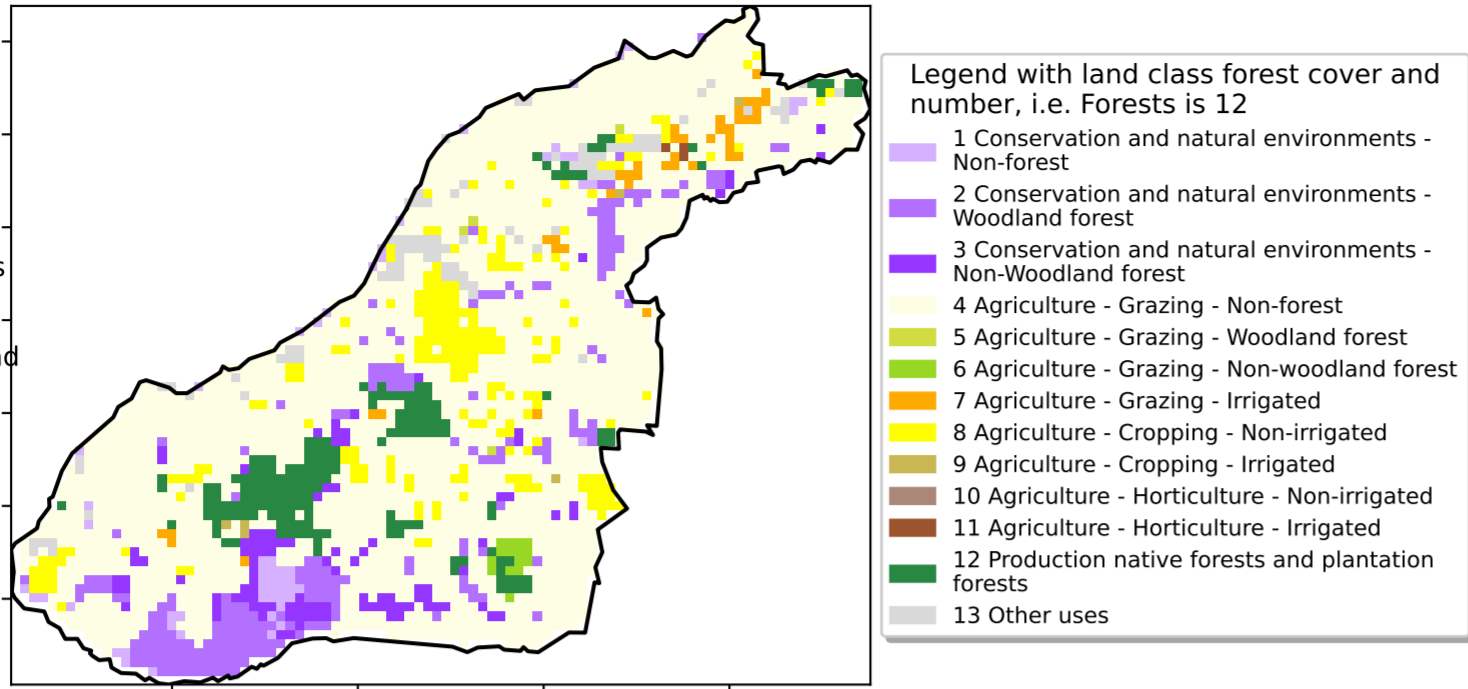 Legend with land class forest cover and
number, i.e. Forests is 12
1 Conservation and natural environments -
Non-forest
2 Conservation and natural environments -
Woodland forest
3 Conservation and natural environments -
Non-Woodland forest
4 Agriculture - Grazing - Non-forest
5 Agriculture - Grazing - Woodland forest
6 Agriculture - Grazing - Non-woodland forest
7 Agriculture - Grazing - Irrigated
8 Agriculture - Cropping - Non-irrigated
9 Agriculture - Cropping - Irrigated
10 Agriculture - Horticulture - Non-irrigated
11 Agriculture - Horticulture - Irrigated
12 Production native forests and plantation
forests
13 Other uses